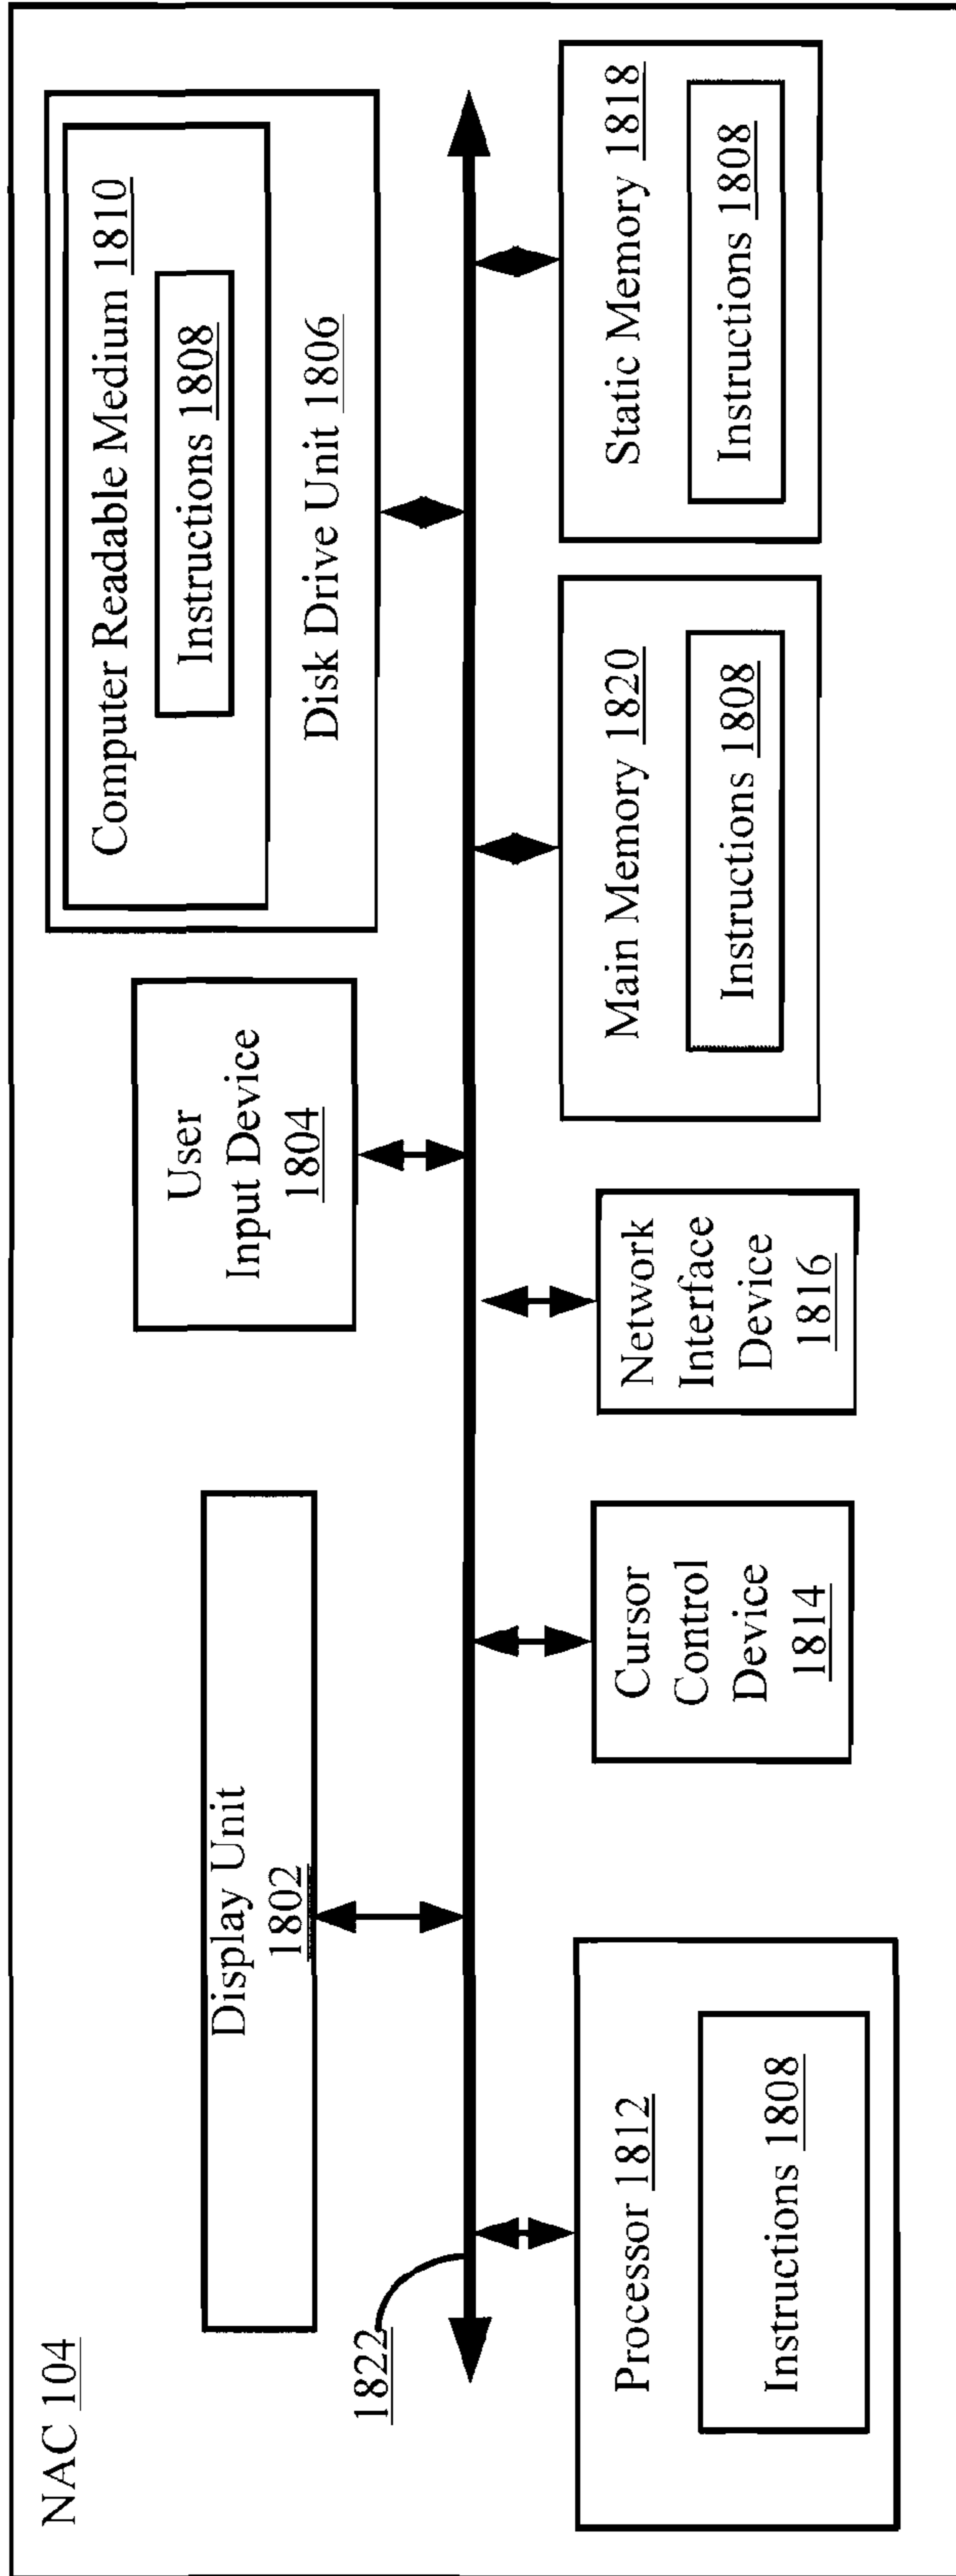 NAC 104
Display Unit
1802
User
Input Device
1804
Computer Readable Medium 1810
Instructions 1808
Disk Drive Unit 1806
1822
Processor 1812
Instructions 1808
Cursor
Control
Device
1814
Network
Interface
Device
1816
Main Memory 1820
Instructions 1808
Static Memory 1818
Instructions 1808